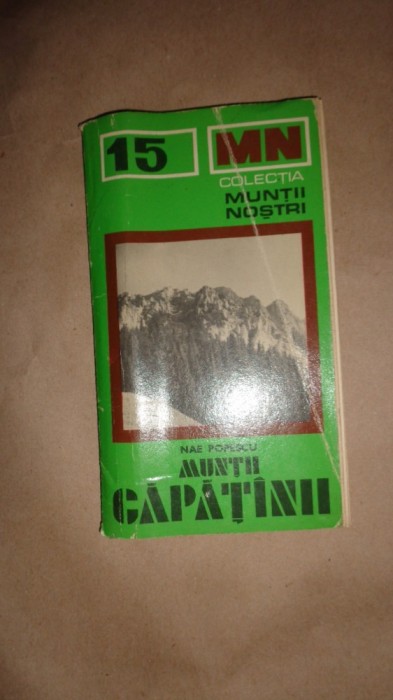 15
MN
COLECȚIA
MUNȚII
NOȘTRI
NAE POPESCU
MUNȚII
CĂPĂȚÎNII